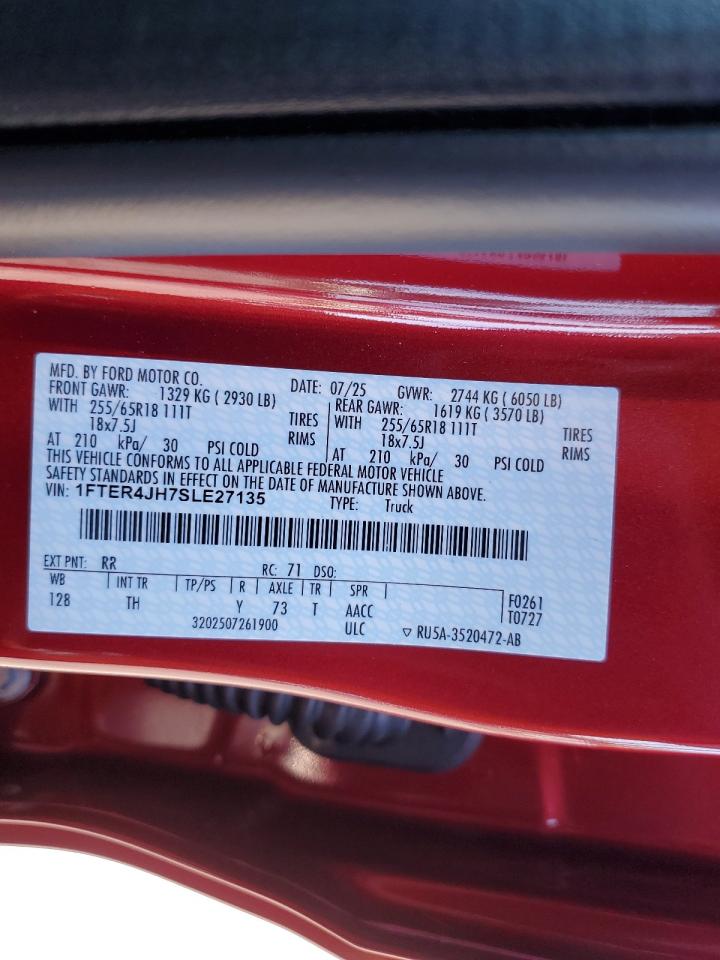 MFD. BY FORD MOTOR CO. DATE: 07/25 GVWR: 2744 KG ( 6050 LB)
FRONT GAWR: 1329 KG ( 2930 LB) REAR GAWR: 1619 KG ( 3570 LB)
WITH 255/65R18 111T TIRES WITH 255/65R18 111T TIRES
18x7.5J RIMS 18x7.5J RIMS
AT 210 kPa/ 30 PSI COLD AT 210 kPa/ 30 PSI COLD
THIS VEHICLE CONFORMS TO ALL APPLICABLE FEDERAL MOTOR VEHICLE
SAFETY STANDARDS IN EFFECT ON THE DATE OF MANUFACTURE SHOWN ABOVE.
VIN: 1FTER4JH7SLE27135 TYPE: Truck
EXT PNT: RR RC: 71 DSO:
WB INT TR TP/PS R AXLE TR SPR F0261
128 TH Y 73 T AACC T0727
3202507261900 ULC ▽ RU5A-3520472-AB